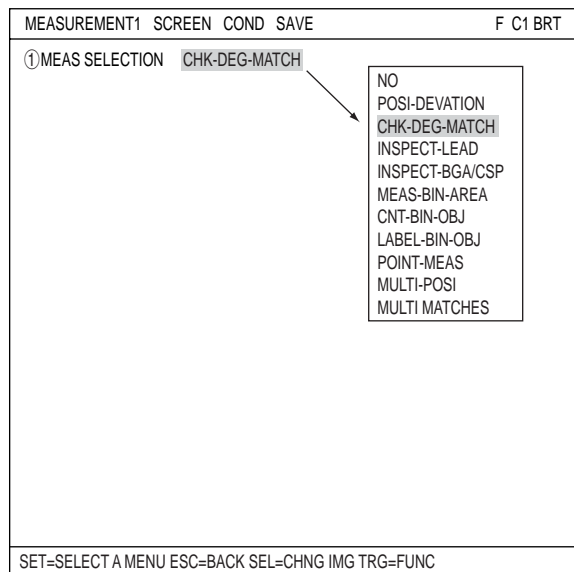 MEASUREMENT1 SCREEN COND SAVE F C1 BRT
①MEAS SELECTION CHK-DEG-MATCH
NO
POSI-DEVATION
CHK-DEG-MATCH
INSPECT-LEAD
INSPECT-BGA/CSP
MEAS-BIN-AREA
CNT-BIN-OBJ
LABEL-BIN-OBJ
POINT-MEAS
MULTI-POSI
MULTI MATCHES
SET=SELECT A MENU ESC=BACK SEL=CHNG IMG TRG=FUNC